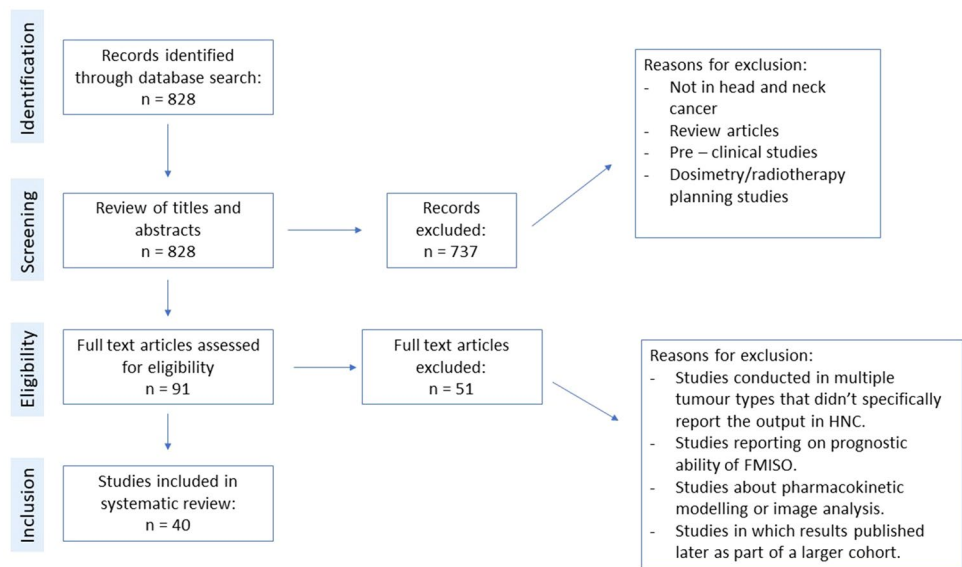 Identification
Records identified
through database search:
n = 828
Reasons for exclusion:
- Not in head and neck
cancer
- Review articles
- Pre – clinical studies
- Dosimetry/radiotherapy
planning studies
Screening
Review of titles and
abstracts
n = 828
Records
excluded:
n = 737
Eligibility
Full text articles assessed
for eligibility
n = 91
Full text articles
excluded:
n = 51
Reasons for exclusion:
- Studies conducted in multiple
tumour types that didn’t specifically
report the output in HNC.
- Studies reporting on prognostic
ability of FMISO.
- Studies about pharmacokinetic
modelling or image analysis.
- Studies in which results published
later as part of a larger cohort.
Inclusion
Studies included in
systematic review:
n = 40